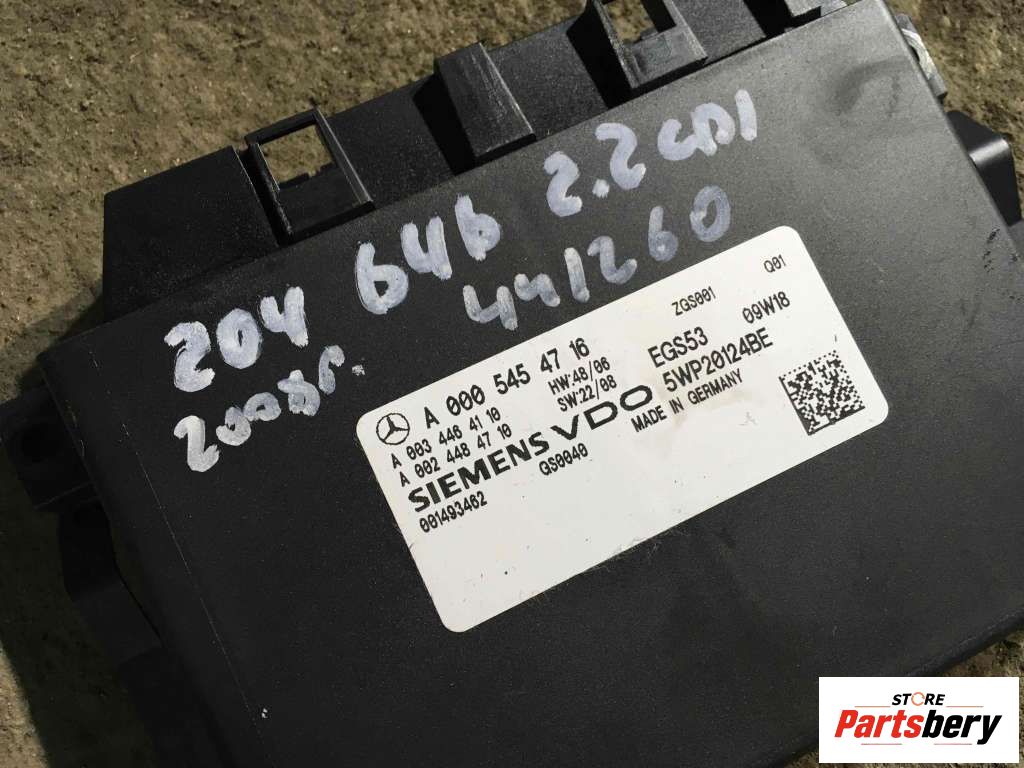 204 646 2.2 CDI
2008г. 441260
A 000 545 47 16
A 003 446 41 10
A 002 448 47 10
HW:48/06
SW:22/08
ZGS001
Q01
EGS53
09W18
5WP20124BE
SIEMENS VDO
MADE IN GERMANY
001493462
QS0040
STORE
Partsbery